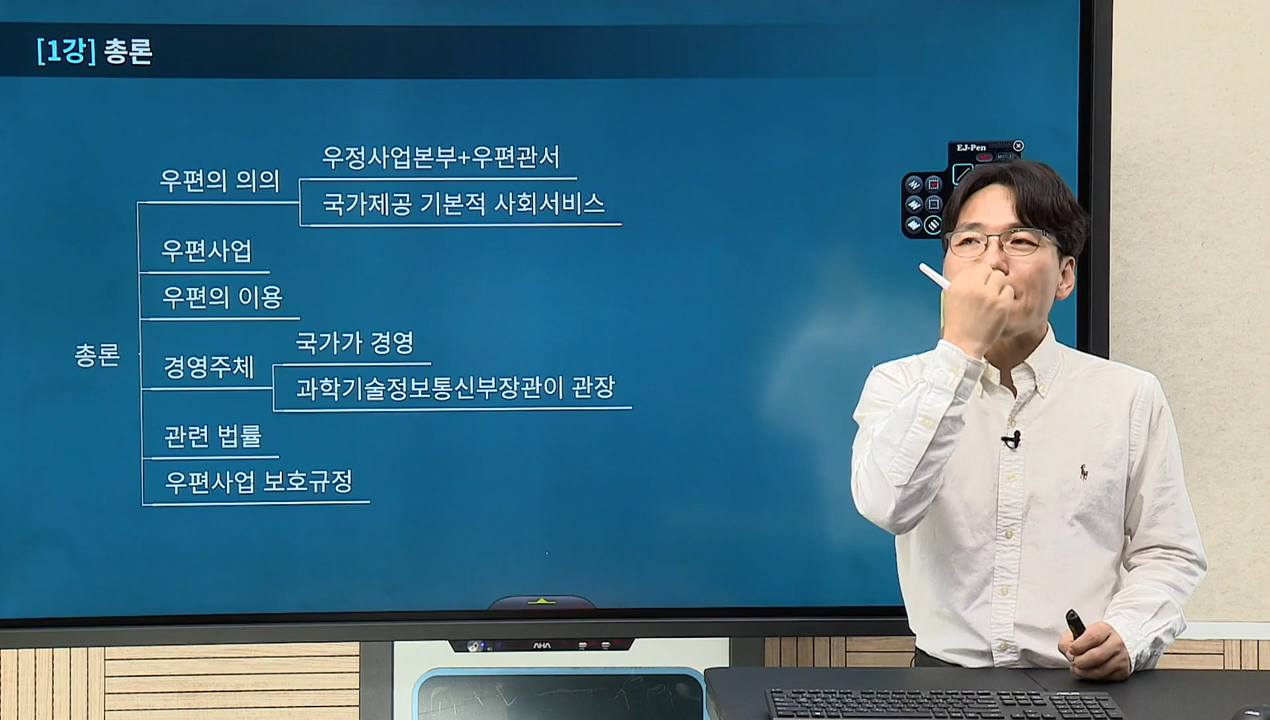 [1강] 총론
우정사업본부+우편관서
우편의 의의
국가제공 기본적 사회서비스
우편사업
우편의 이용
국가가 경영
총론
경영주체
과학기술정보통신부장관이 관장
관련 법률
우편사업 보호규정
EJ-Pen
AHA